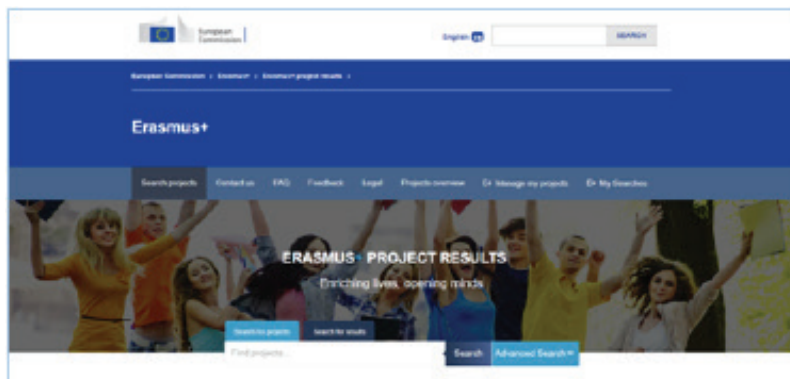 European
Commission
English EN
SEARCH
European Commission > Erasmus+ > Erasmus+ project results >
Erasmus+
Search projects Contact us FAQ Feedback Legal Projects overview Manage my projects My Searches
ERASMUS+ PROJECT RESULTS
Enriching lives, opening minds
Search for projects Search for results
Find projects...
Search Advanced Search